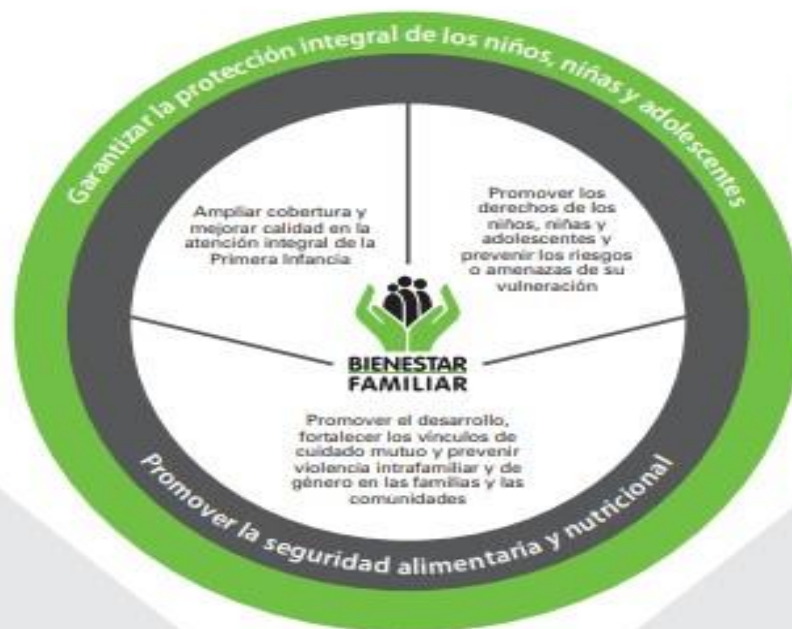 Garantizar la protección integral de los niños, niñas y adolescentes
Ampliar cobertura y
mejorar calidad en la
atención integral de la
Primera Infancia
Promover los
derechos de los
niños, niñas y
adolescentes y
prevenir los riesgos
o amenazas de su
vulneración
BIENESTAR
FAMILIAR
Promover el desarrollo,
fortalecer los vínculos de
cuidado mutuo y prevenir
violencia intrafamiliar y de
género en las familias y las
comunidades
Promover la seguridad alimentaria y nutricional